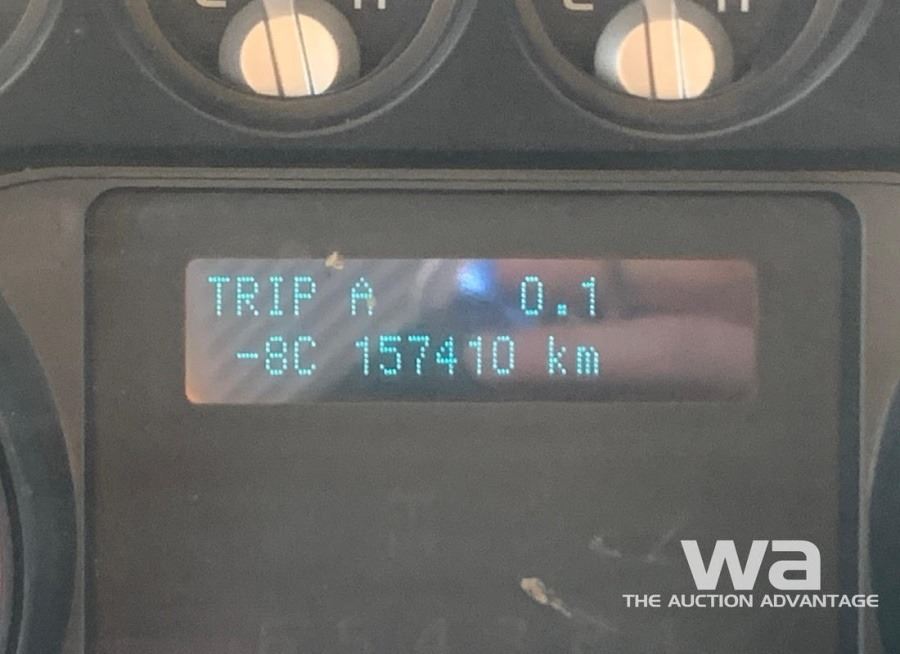 TRIP A 0.1
-8C 157410 km
wa
THE AUCTION ADVANTAGE